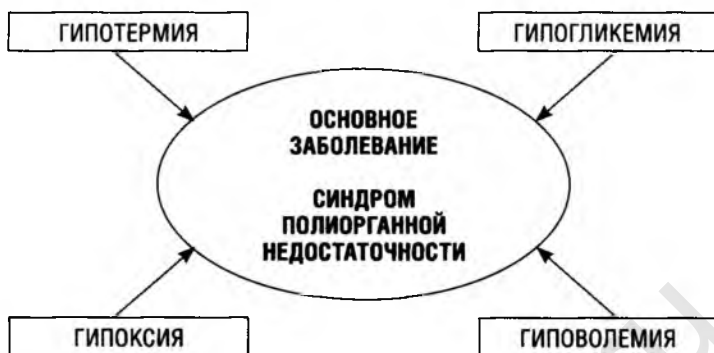 ГИПОТЕРМИЯ
ГИПОГЛИКЕМИЯ
ОСНОВНОЕ
ЗАБОЛЕВАНИЕ
СИНДРОМ
ПОЛИОРГАННОЙ
НЕДОСТАТОЧНОСТИ
ГИПОКСИЯ
ГИПОВОЛЕМИЯ